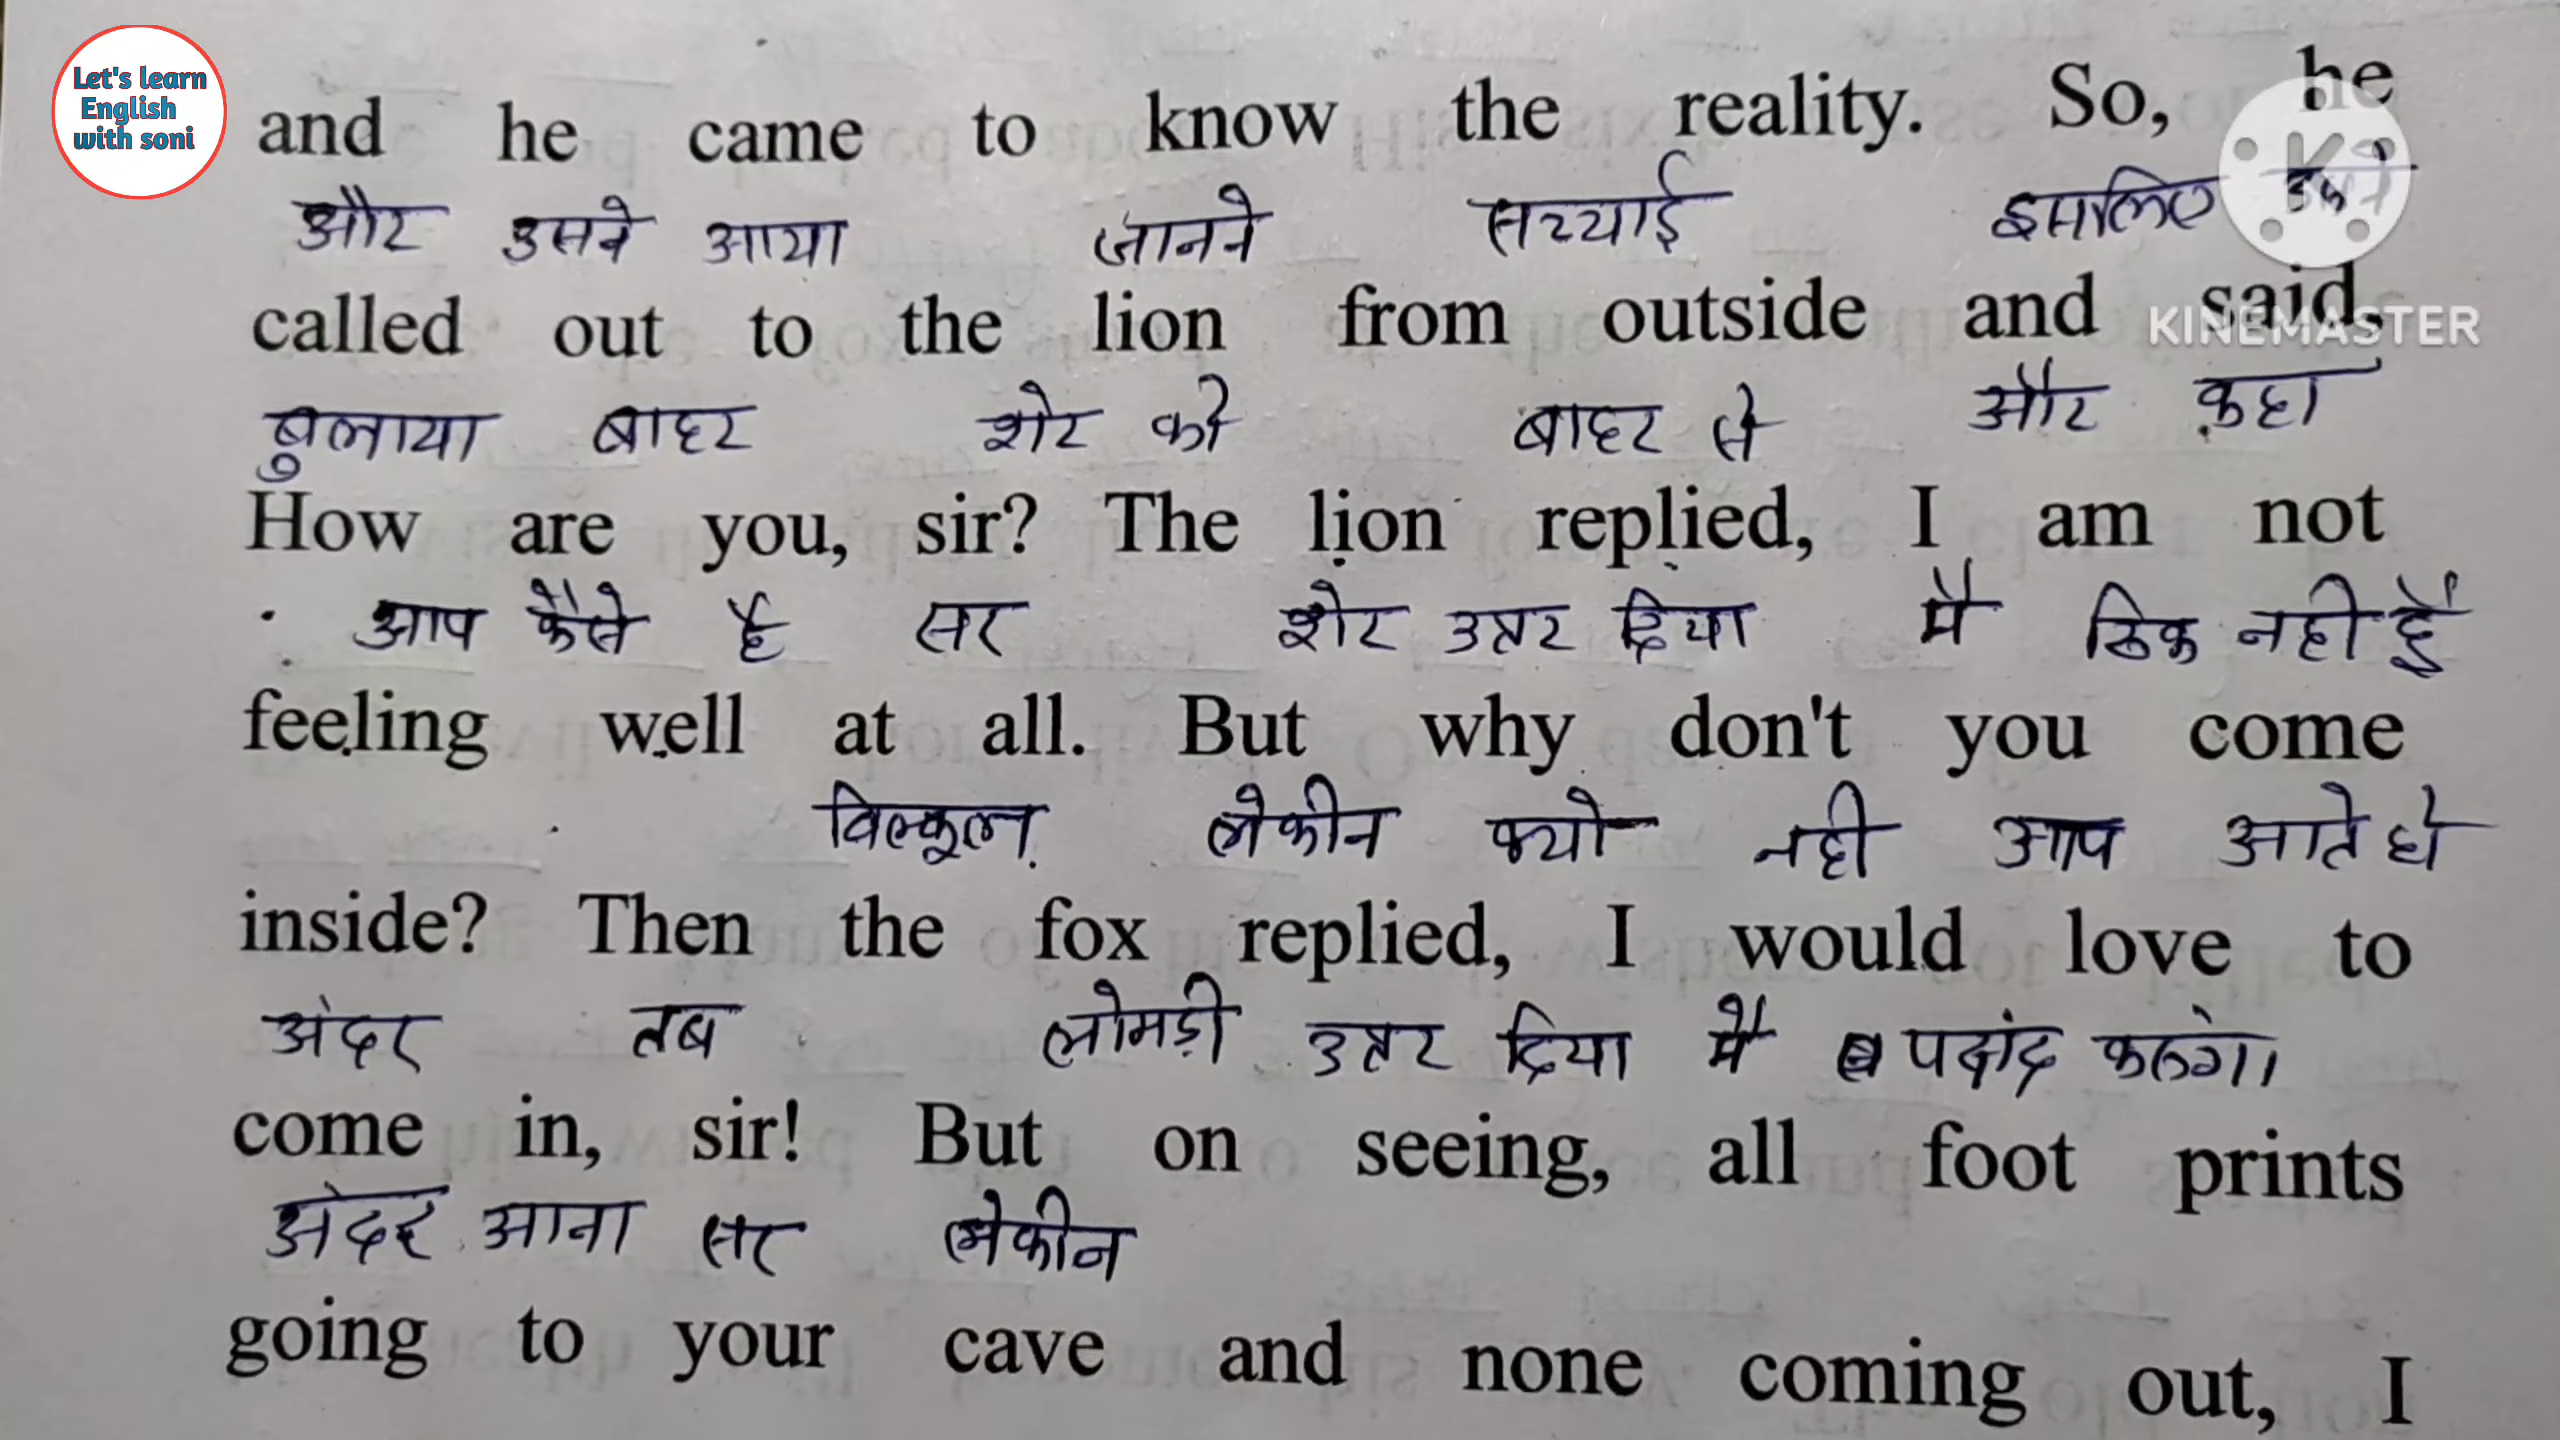 Let's learn
English
with soni
and he came to know the reality. So, he
और उसने आया जानने सच्चाई इसलिए उसने
called out to the lion from outside and said,
KINEMASTER
बुलाया बाहर शेर को बाहर से और कहा
How are you, sir? The lion replied, I am not
आप कैसे है सर शेर उत्तर दिया मै ठिक नही हूँ
feeling well at all. But why don't you come
विल्कूल लेकीन क्यो नही आप आते हो
inside? Then the fox replied, I would love to
अंदर तब लोमड़ी उत्तर दिया मै पसंद करूंगा
come in, sir! But on seeing, all foot prints
अंदर आना सर लेकीन
going to your cave and none coming out, I